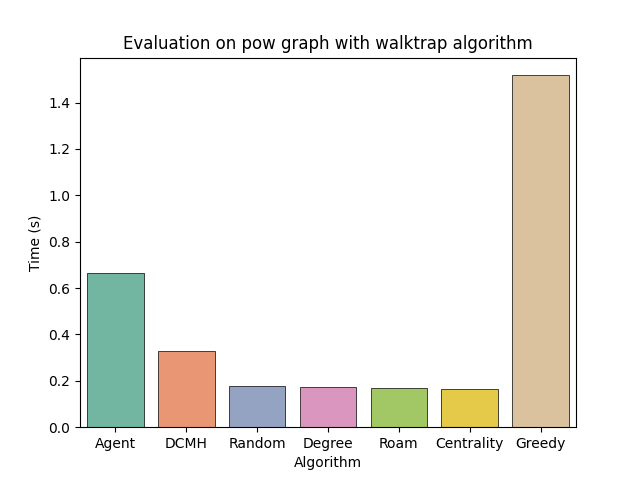 Evaluation on pow graph with walktrap algorithm
1.4
1.2
1.0
0.8
0.6
0.4
0.2
0.0
Time (s)
Agent DCMH Random Degree Roam Centrality Greedy
Algorithm